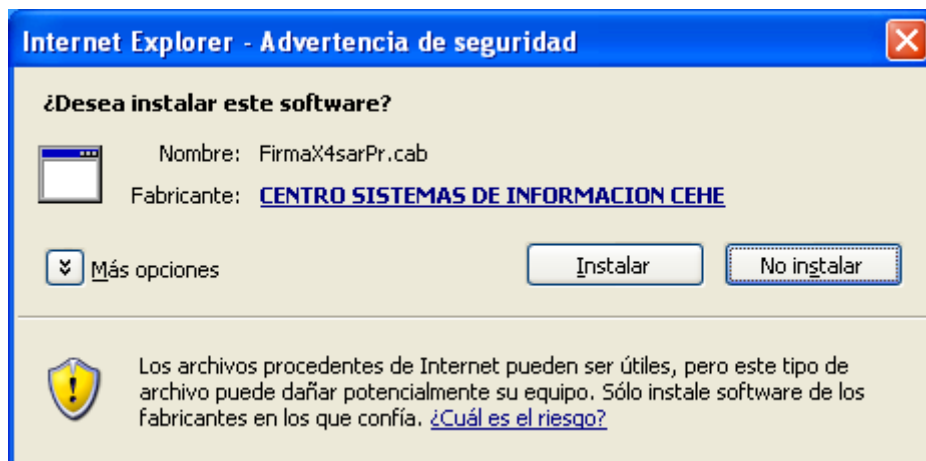 Internet Explorer - Advertencia de seguridad
¿Desea instalar este software?
Nombre: FirmaX4sarPr.cab
Fabricante: CENTRO SISTEMAS DE INFORMACION CEHE
Más opciones
Instalar
No instalar
Los archivos procedentes de Internet pueden ser útiles, pero este tipo de
archivo puede dañar potencialmente su equipo. Sólo instale software de los
fabricantes en los que confía. ¿Cuál es el riesgo?